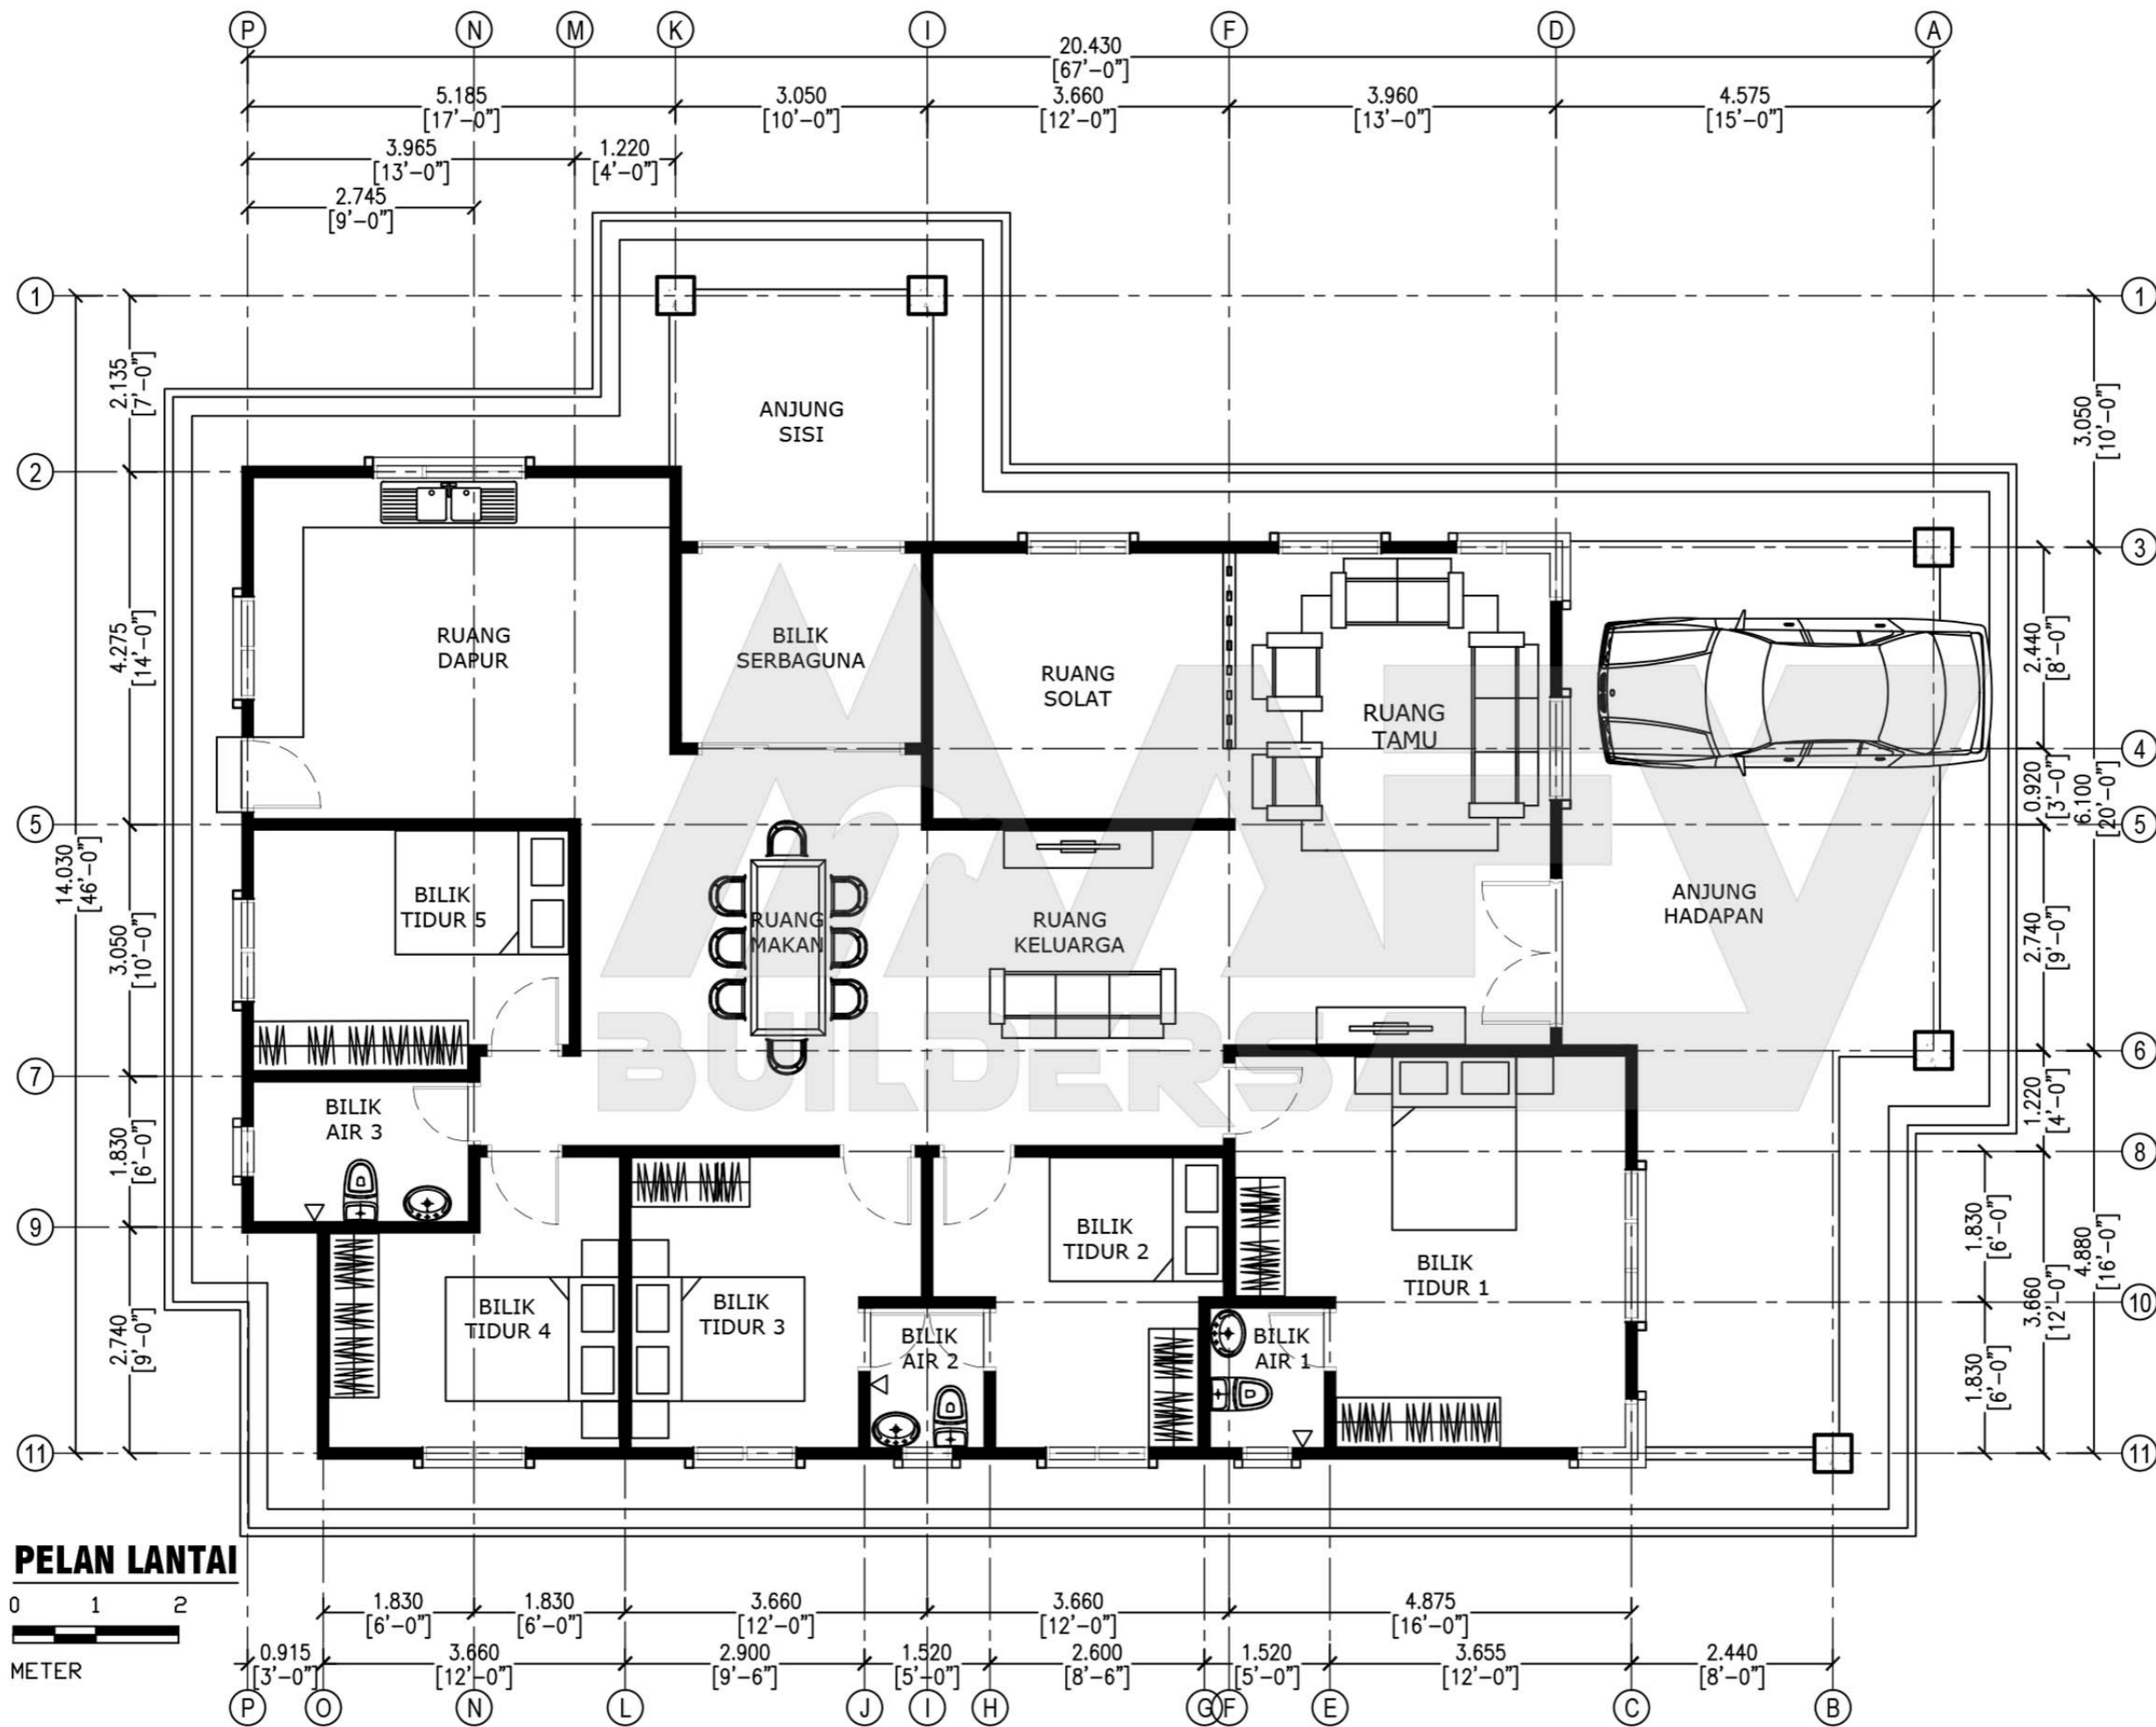 P N M K I F D A
20.430
[67'-0"]
5.185 3.050 3.660 3.960 4.575
[17'-0"] [10'-0"] [12'-0"] [13'-0"] [15'-0"]
3.965 1.220
[13'-0"] [4'-0"]
2.745
[9'-0"]
1 1
2.135
[7'-0"]
3.050
[10'-0"]
ANJUNG
SISI
2
3
4.275
[14'-0"]
RUANG
DAPUR
BILIK
SERBAGUNA
RUANG
SOLAT
RUANG
TAMU
2.440
[8'-0"]
4
0.920
[3'-0"]
6.100
[20'-0"]
5 5
14.030
[46'-0"]
3.050
[10'-0"]
BILIK
TIDUR 5
RUANG
MAKAN
RUANG
KELUARGA
ANJUNG
HADAPAN
2.740
[9'-0"]
MFV
BUILDERS
6
7
1.830
[6'-0"]
BILIK
AIR 3
1.220
[4'-0"]
8
9
2.740
[9'-0"]
BILIK
TIDUR 4
BILIK
TIDUR 3
BILIK
TIDUR 2
BILIK
TIDUR 1
BILIK
AIR 2
BILIK
AIR 1
1.830
[6'-0"]
4.880
[16'-0"]
3.660
[12'-0"]
10
1.830
[6'-0"]
11 11
PELAN LANTAI
0 1 2
METER
1.830 1.830 3.660 3.660 4.875
[6'-0"] [6'-0"] [12'-0"] [12'-0"] [16'-0"]
0.915 3.660 2.900 1.520 2.600 1.520 3.655 2.440
[3'-0"] [12'-0"] [9'-6"] [5'-0"] [8'-6"] [5'-0"] [12'-0"] [8'-0"]
P O N L J I H G F E C B